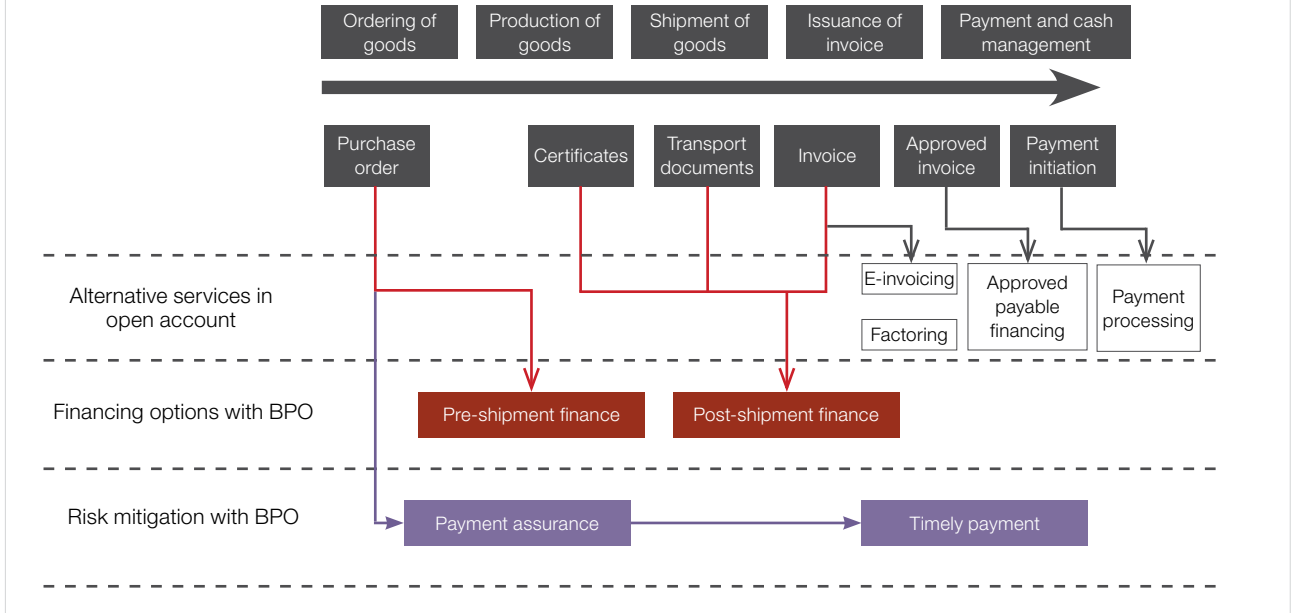 Ordering of
goods
Production of
goods
Shipment of
goods
Issuance of
invoice
Payment and cash
management
Purchase
order
Certificates
Transport
documents
Invoice
Approved
invoice
Payment
initiation
Alternative services in
open account
E-invoicing
Factoring
Approved
payable
financing
Payment
processing
Financing options with BPO
Pre-shipment finance
Post-shipment finance
Risk mitigation with BPO
Payment assurance
Timely payment